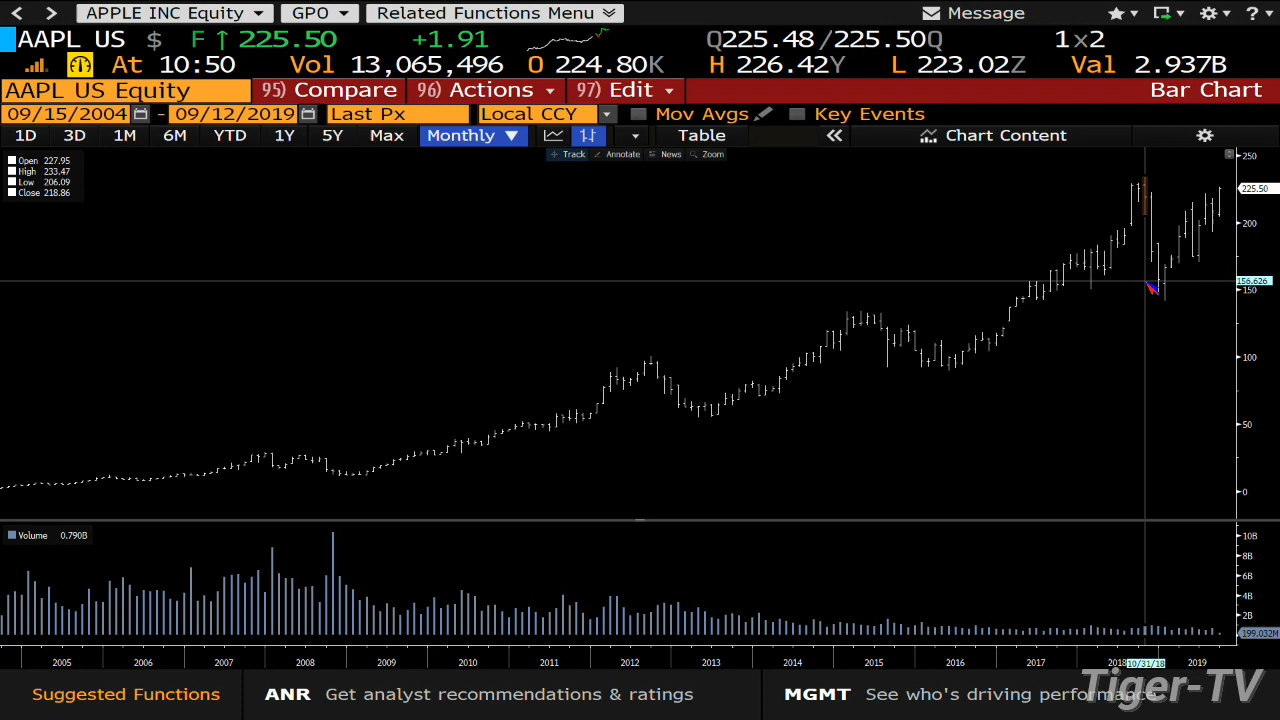 APPLE INC Equity GPO Related Functions Menu Message ?
AAPL US $ F ↑ 225.50 +1.91 Q225.48/225.50Q 1×2
At 10:50 Vol 13,065,496 O 224.80K H 226.42Y L 223.02Z Val 2.937B
AAPL US Equity 95) Compare 96) Actions 97) Edit Bar Chart
09/15/2004 - 09/12/2019 Last Px Local CCY Mov Avgs Key Events
1D 3D 1M 6M YTD 1Y 5Y Max Monthly ▼ Table « Chart Content
Track Annotate News Zoom
Open 227.95
High 233.47
Low 206.09
Close 218.86
250
225.50
200
156.626
150
100
50
0
Volume 0.790B
10B
8B
6B
4B
2B
199.032M
2005 2006 2007 2008 2009 2010 2011 2012 2013 2014 2015 2016 2017 2018 10/31/18 2019
Suggested Functions ANR Get analyst recommendations & ratings MGMT See who's driving performance
Tiger-TV